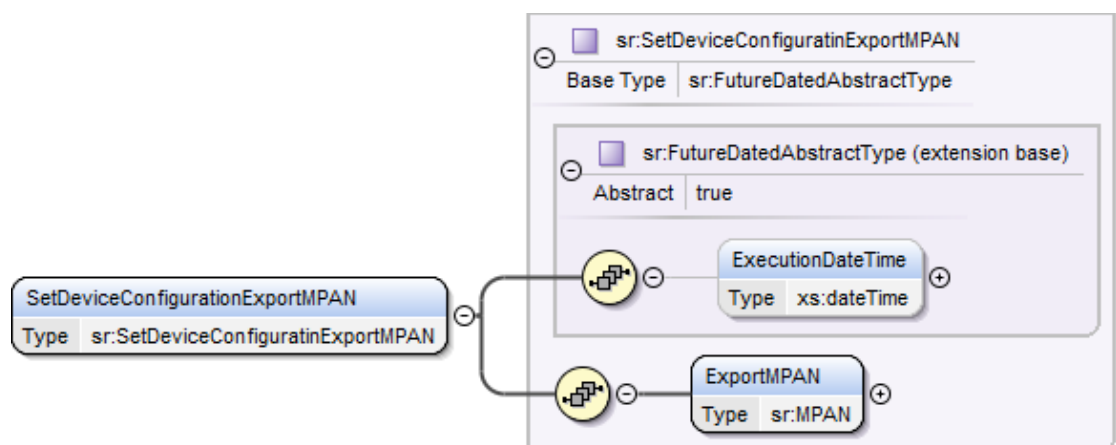 sr:SetDeviceConfiguratinExportMPAN
Base Type sr:FutureDatedAbstractType
sr:FutureDatedAbstractType (extension base)
Abstract true
ExecutionDateTime
Type xs:dateTime
SetDeviceConfigurationExportMPAN
Type sr:SetDeviceConfiguratinExportMPAN
ExportMPAN
Type sr:MPAN